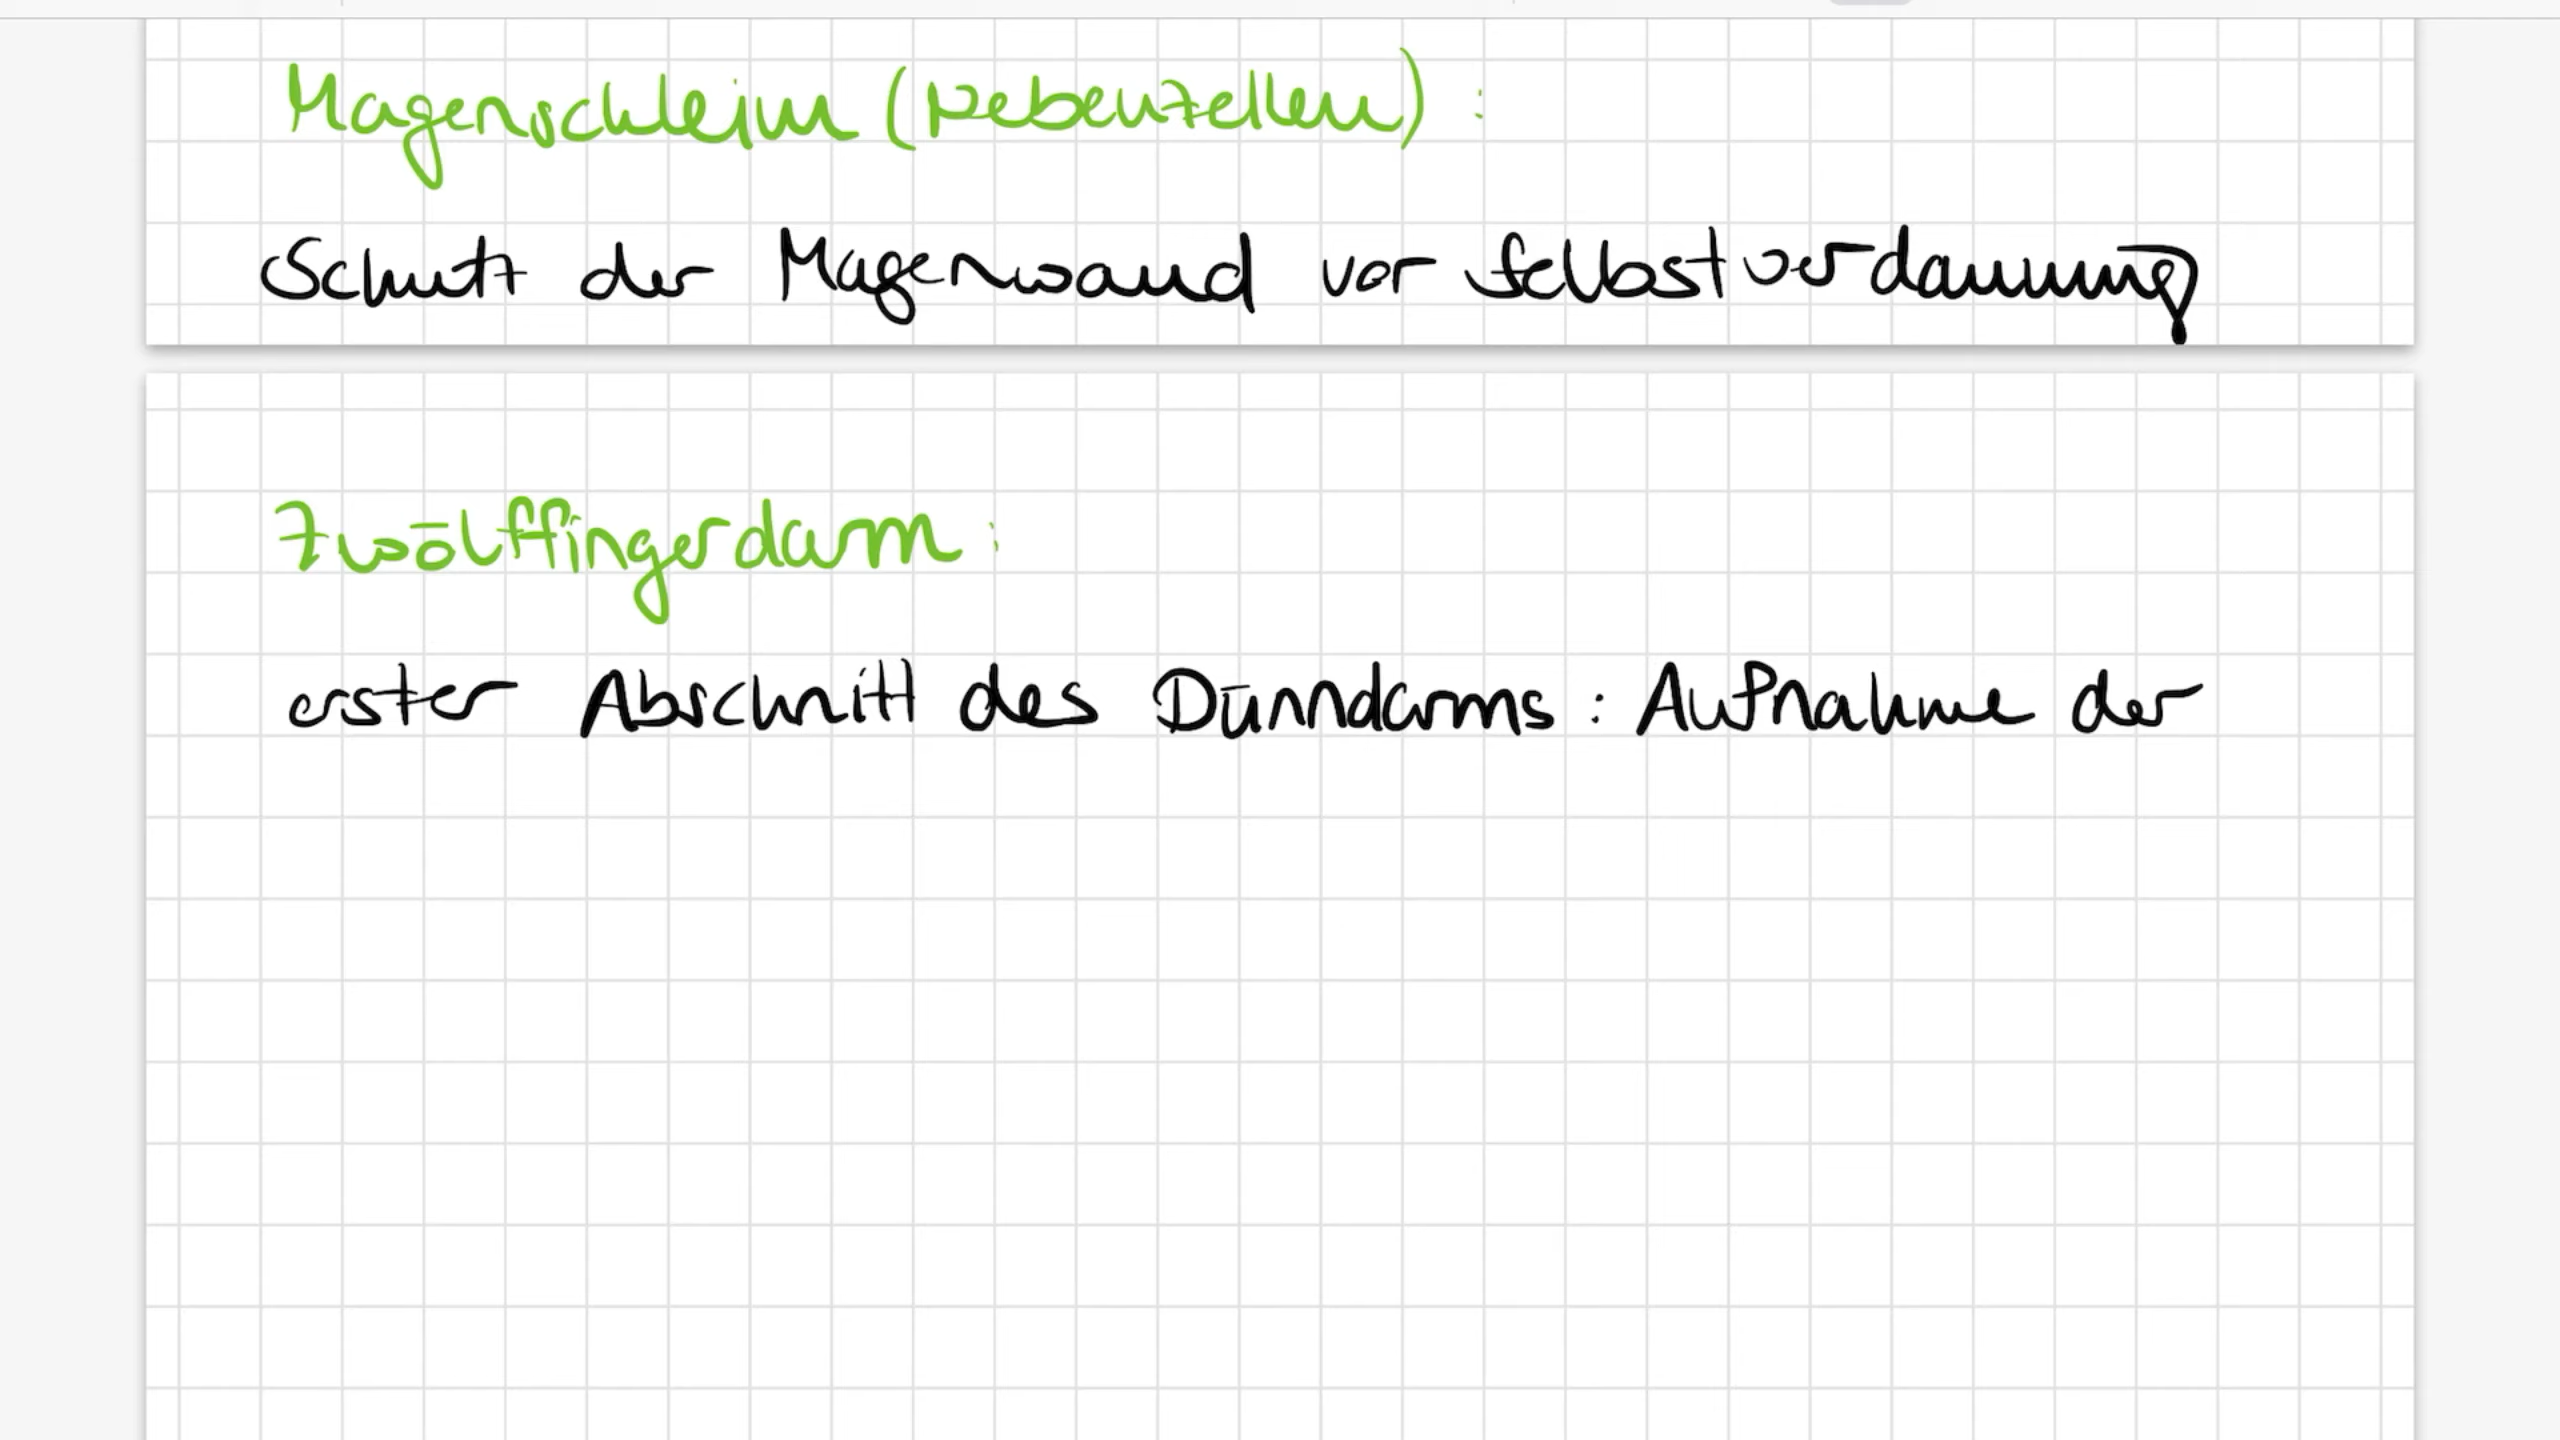 Magenschleim (Nebenzellen) :
Schutz der Magenwand vor Selbstverdauung
Zwölffingerdarm :
erster Abschnitt des Dünndarms : Aufnahme der